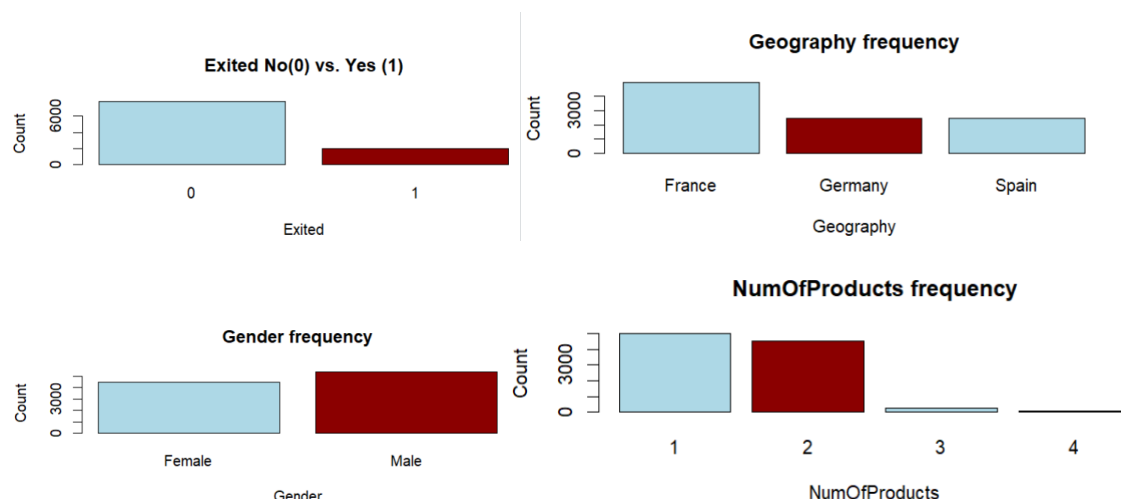 Exited No(0) vs. Yes (1)
Count
6000
0
0 1
Exited
Geography frequency
Count
3000
0
France Germany Spain
Geography
Gender frequency
Count
3000
0
Female Male
Gender
NumOfProducts frequency
Count
3000
0
1 2 3 4
NumOfProducts